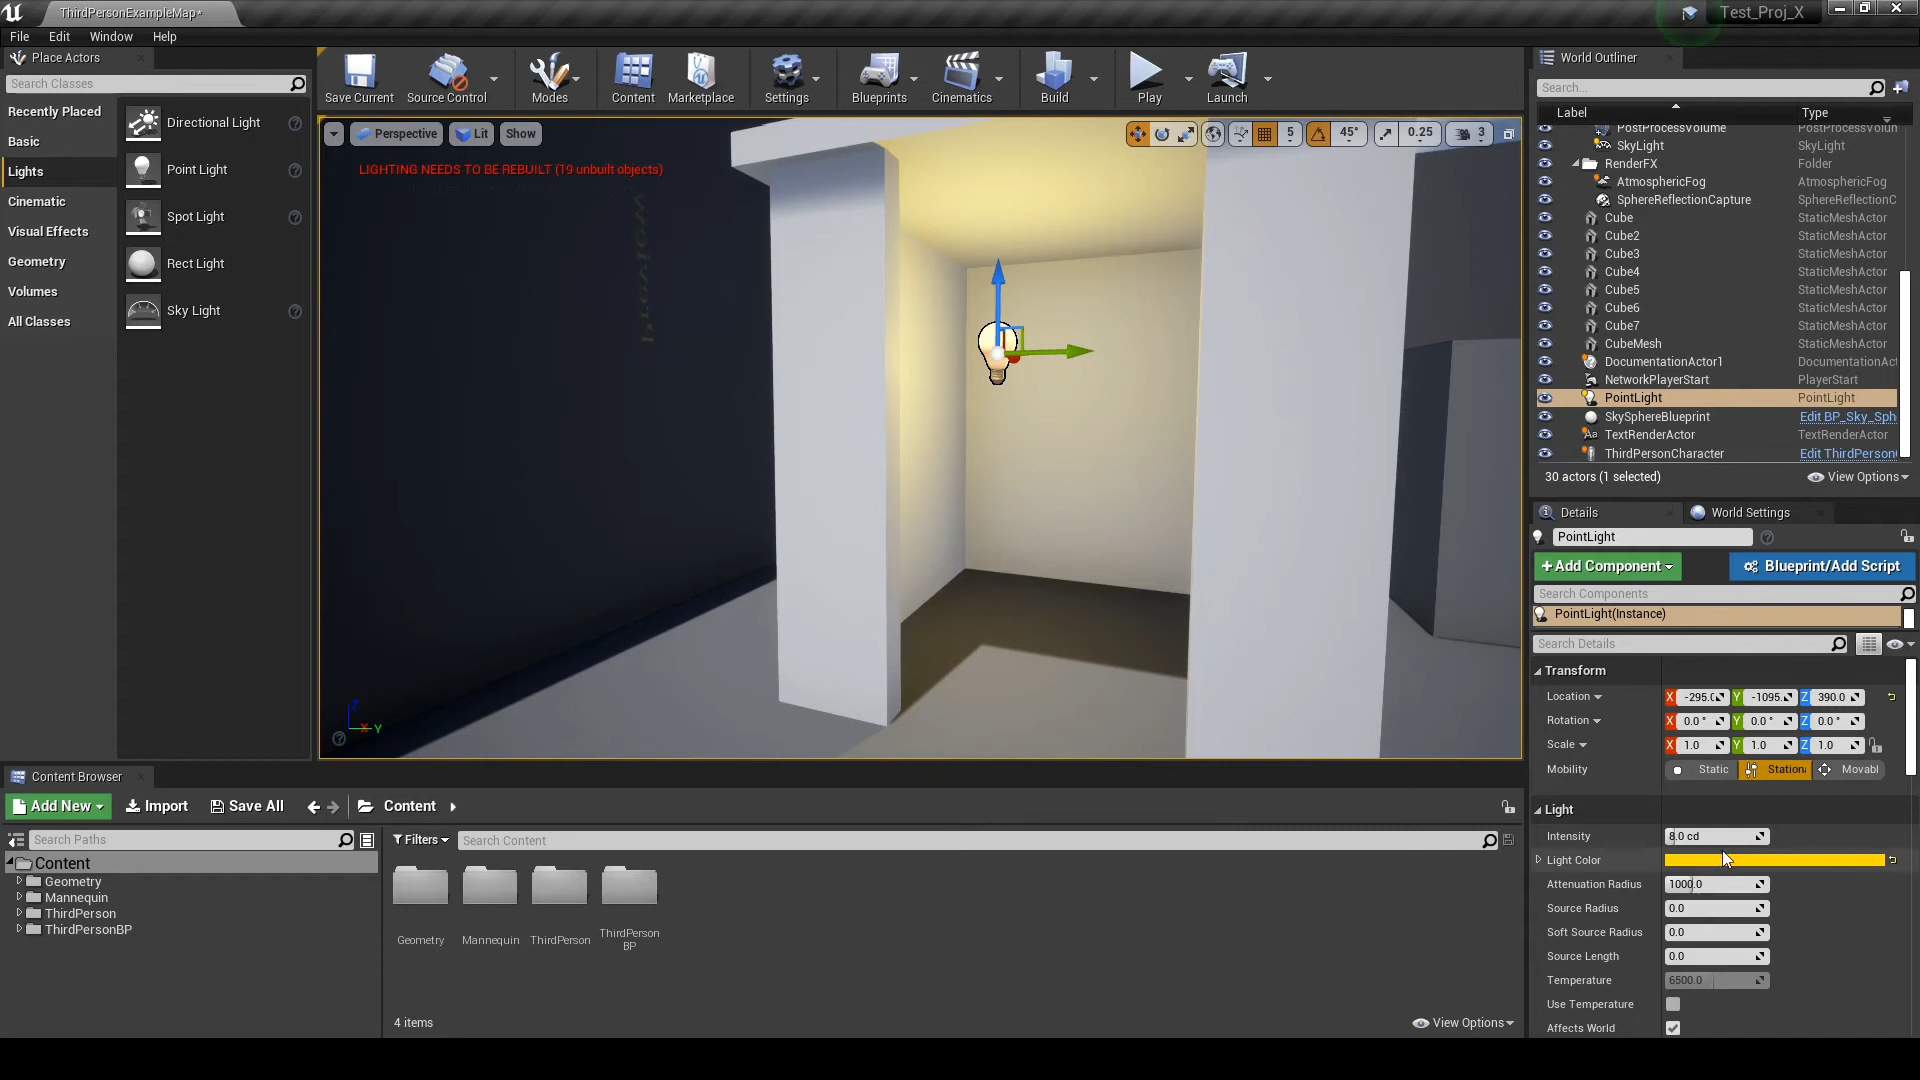 ThirdPersonExampleMap*
Test_Proj_X
File Edit Window Help
Place Actors
Search Classes
Recently Placed
Basic
Lights
Cinematic
Visual Effects
Geometry
Volumes
All Classes
Directional Light
Point Light
Spot Light
Rect Light
Sky Light
Save Current
Source Control
Modes
Content
Marketplace
Settings
Blueprints
Cinematics
Build
Play
Launch
Perspective
Lit
Show
5
45°
0.25
3
LIGHTING NEEDS TO BE REBUILT (19 unbuilt objects)
Z
X
Y
World Outliner
Search...
Label Type
PostProcessVolume PostProcessVolun
SkyLight SkyLight
RenderFX Folder
AtmosphericFog AtmosphericFog
SphereReflectionCapture SphereReflectionC
Cube StaticMeshActor
Cube2 StaticMeshActor
Cube3 StaticMeshActor
Cube4 StaticMeshActor
Cube5 StaticMeshActor
Cube6 StaticMeshActor
Cube7 StaticMeshActor
CubeMesh StaticMeshActor
DocumentationActor1 DocumentationAct
NetworkPlayerStart PlayerStart
PointLight PointLight
SkySphereBlueprint Edit BP_Sky_Sph
TextRenderActor TextRenderActor
ThirdPersonCharacter Edit ThirdPerson
30 actors (1 selected)
View Options
Details
World Settings
PointLight
+Add Component
Blueprint/Add Script
Search Components
PointLight(Instance)
Search Details
Transform
Location X -295.0 Y -1095. Z 390.0
Rotation X 0.0 ° Y 0.0 ° Z 0.0 °
Scale X 1.0 Y 1.0 Z 1.0
Mobility Static Stationa Movabl
Light
Intensity 8.0 cd
Light Color
Attenuation Radius 1000.0
Source Radius 0.0
Soft Source Radius 0.0
Source Length 0.0
Temperature 6500.0
Use Temperature
Affects World
Content Browser
Add New
Import
Save All
Content
Search Paths
Content
Geometry
Mannequin
ThirdPerson
ThirdPersonBP
Filters
Search Content
Geometry
Mannequin
ThirdPerson
ThirdPerson
BP
4 items
View Options